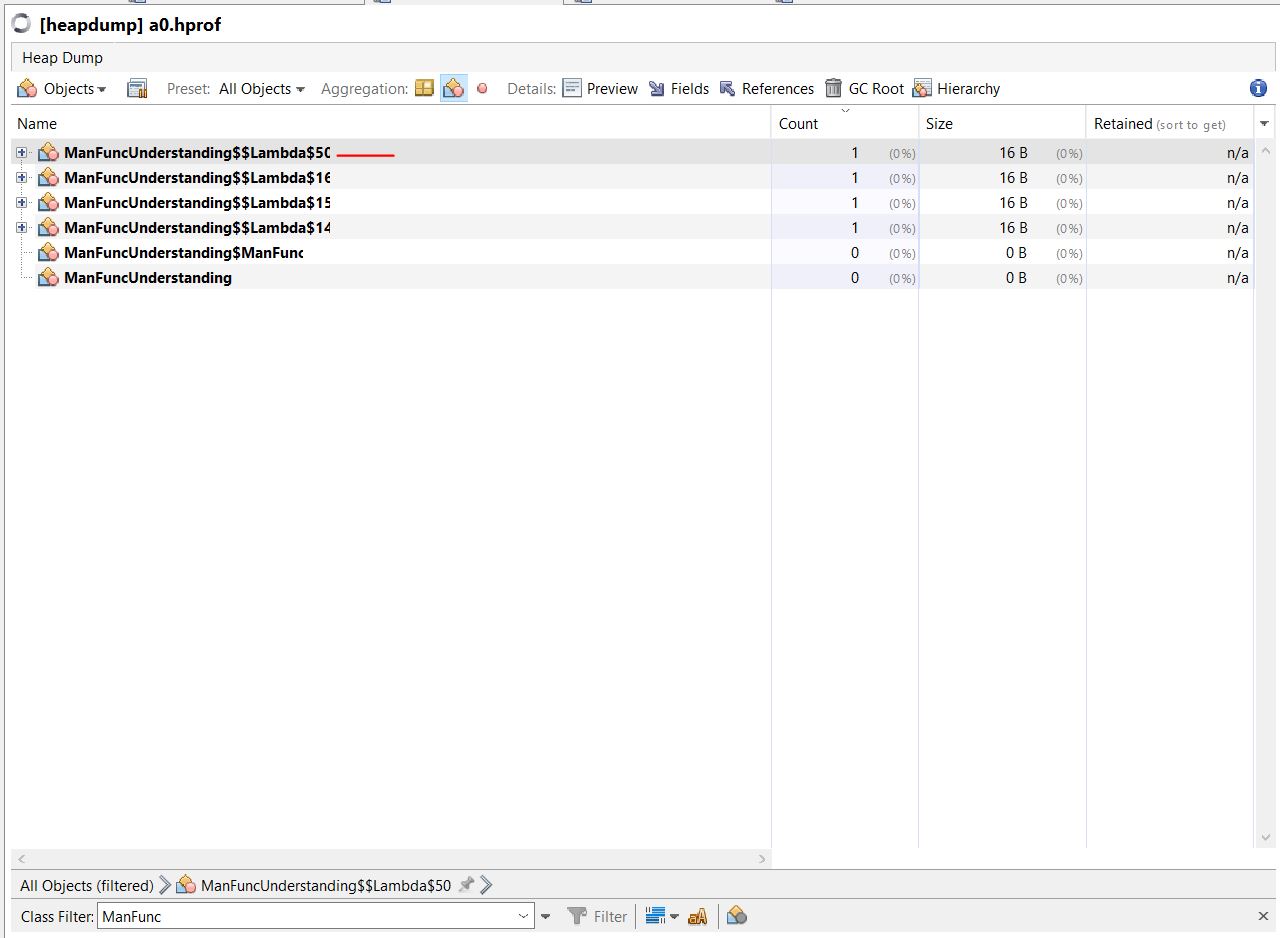 [heapdump] a0.hprof
Heap Dump
Objects Preset: All Objects Aggregation: Details: Preview Fields References GC Root Hierarchy
Name Count Size Retained (sort to get)
ManFuncUnderstanding$$Lambda$50 1 (0%) 16 B (0%) n/a
ManFuncUnderstanding$$Lambda$16 1 (0%) 16 B (0%) n/a
ManFuncUnderstanding$$Lambda$15 1 (0%) 16 B (0%) n/a
ManFuncUnderstanding$$Lambda$14 1 (0%) 16 B (0%) n/a
ManFuncUnderstanding$ManFunc 0 (0%) 0 B (0%) n/a
ManFuncUnderstanding 0 (0%) 0 B (0%) n/a
All Objects (filtered) ManFuncUnderstanding$$Lambda$50
Class Filter: ManFunc Filter